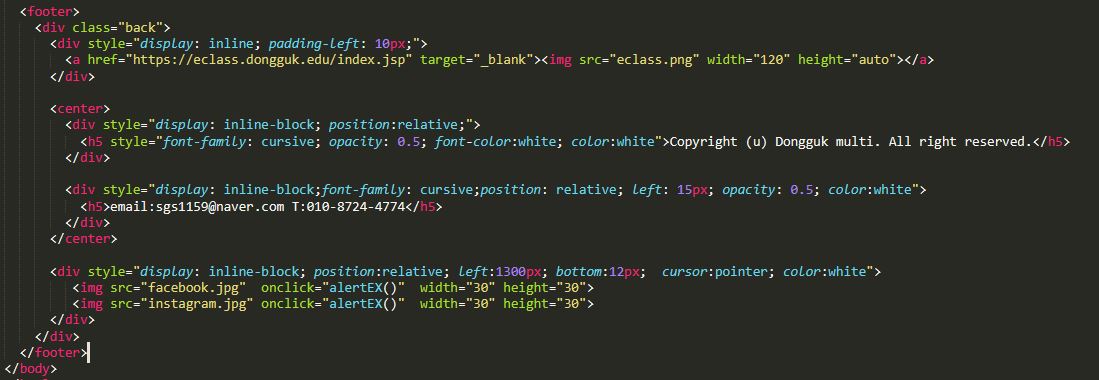 <footer>
<div class="back">
<div style="display: inline; padding-left: 10px;">
<a href="https://eclass.dongguk.edu/index.jsp" target="_blank"><img src="eclass.png" width="120" height="auto"></a>
</div>
<center>
<div style="display: inline-block; position:relative;">
<h5 style="font-family: cursive; opacity: 0.5; font-color:white; color:white">Copyright (u) Dongguk multi. All right reserved.</h5>
</div>
<div style="display: inline-block;font-family: cursive;position: relative; left: 15px; opacity: 0.5; color:white">
<h5>email:sgs1159@naver.com T:010-8724-4774</h5>
</div>
</center>
<div style="display: inline-block; position:relative; left:1300px; bottom:12px;  cursor:pointer; color:white">
<img src="facebook.jpg"  onclick="alertEX()"  width="30" height="30">
<img src="instagram.jpg" onclick="alertEX()"  width="30" height="30">
</div>
</div>
</footer>
</body>